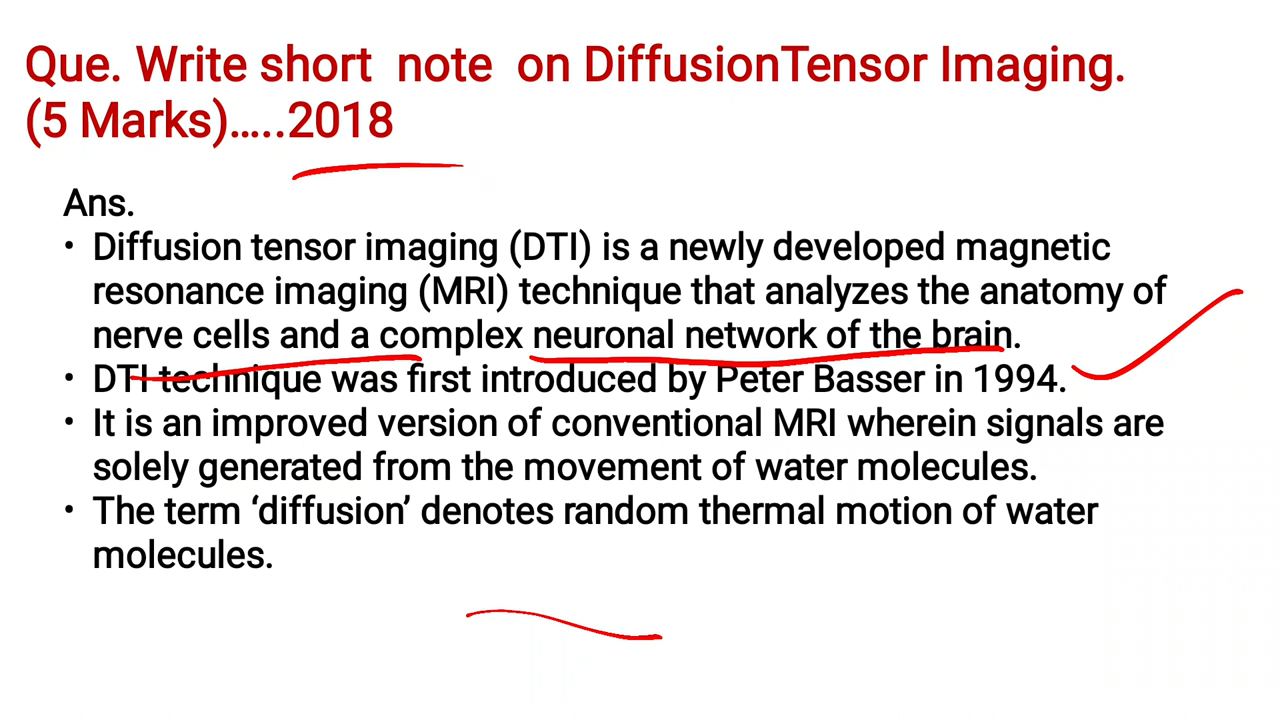 Que. Write short note on DiffusionTensor Imaging.
(5 Marks)…..2018
Ans.
• Diffusion tensor imaging (DTI) is a newly developed magnetic
resonance imaging (MRI) technique that analyzes the anatomy of
nerve cells and a complex neuronal network of the brain.
• DTI technique was first introduced by Peter Basser in 1994.
• It is an improved version of conventional MRI wherein signals are
solely generated from the movement of water molecules.
• The term ‘diffusion’ denotes random thermal motion of water
molecules.